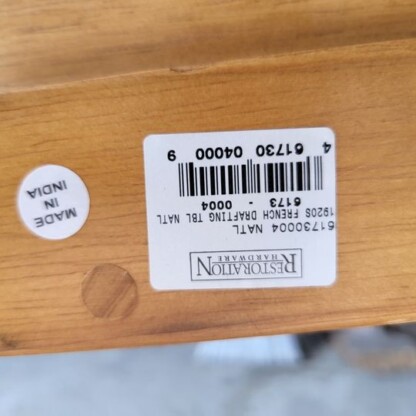 RESTORATION
HARDWARE
61730004 NATL
1920S FRENCH DRAFTING TBL NATL
6173 - 0004
4 61730 04000 9
MADE
IN
INDIA